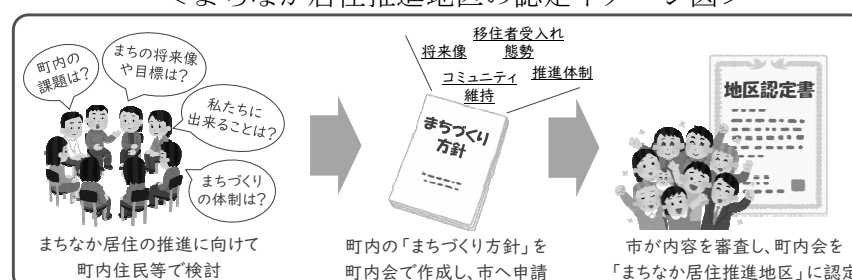 ＜まちなか居住推進地区の認定イメージ図＞
町内の
課題は?
まちの将来像
や目標は?
私たちに
出来ることは?
まちづくり
の体制は?
まちなか居住の推進に向けて
町内住民等で検討
移住者受入れ
態勢
将来像
コミュニティ
維持
推進体制
まちづくり
方針
町内の「まちづくり方針」を
町内会で作成し、市へ申請
地区認定書
市が内容を審査し、町内会を
「まちなか居住推進地区」に認定